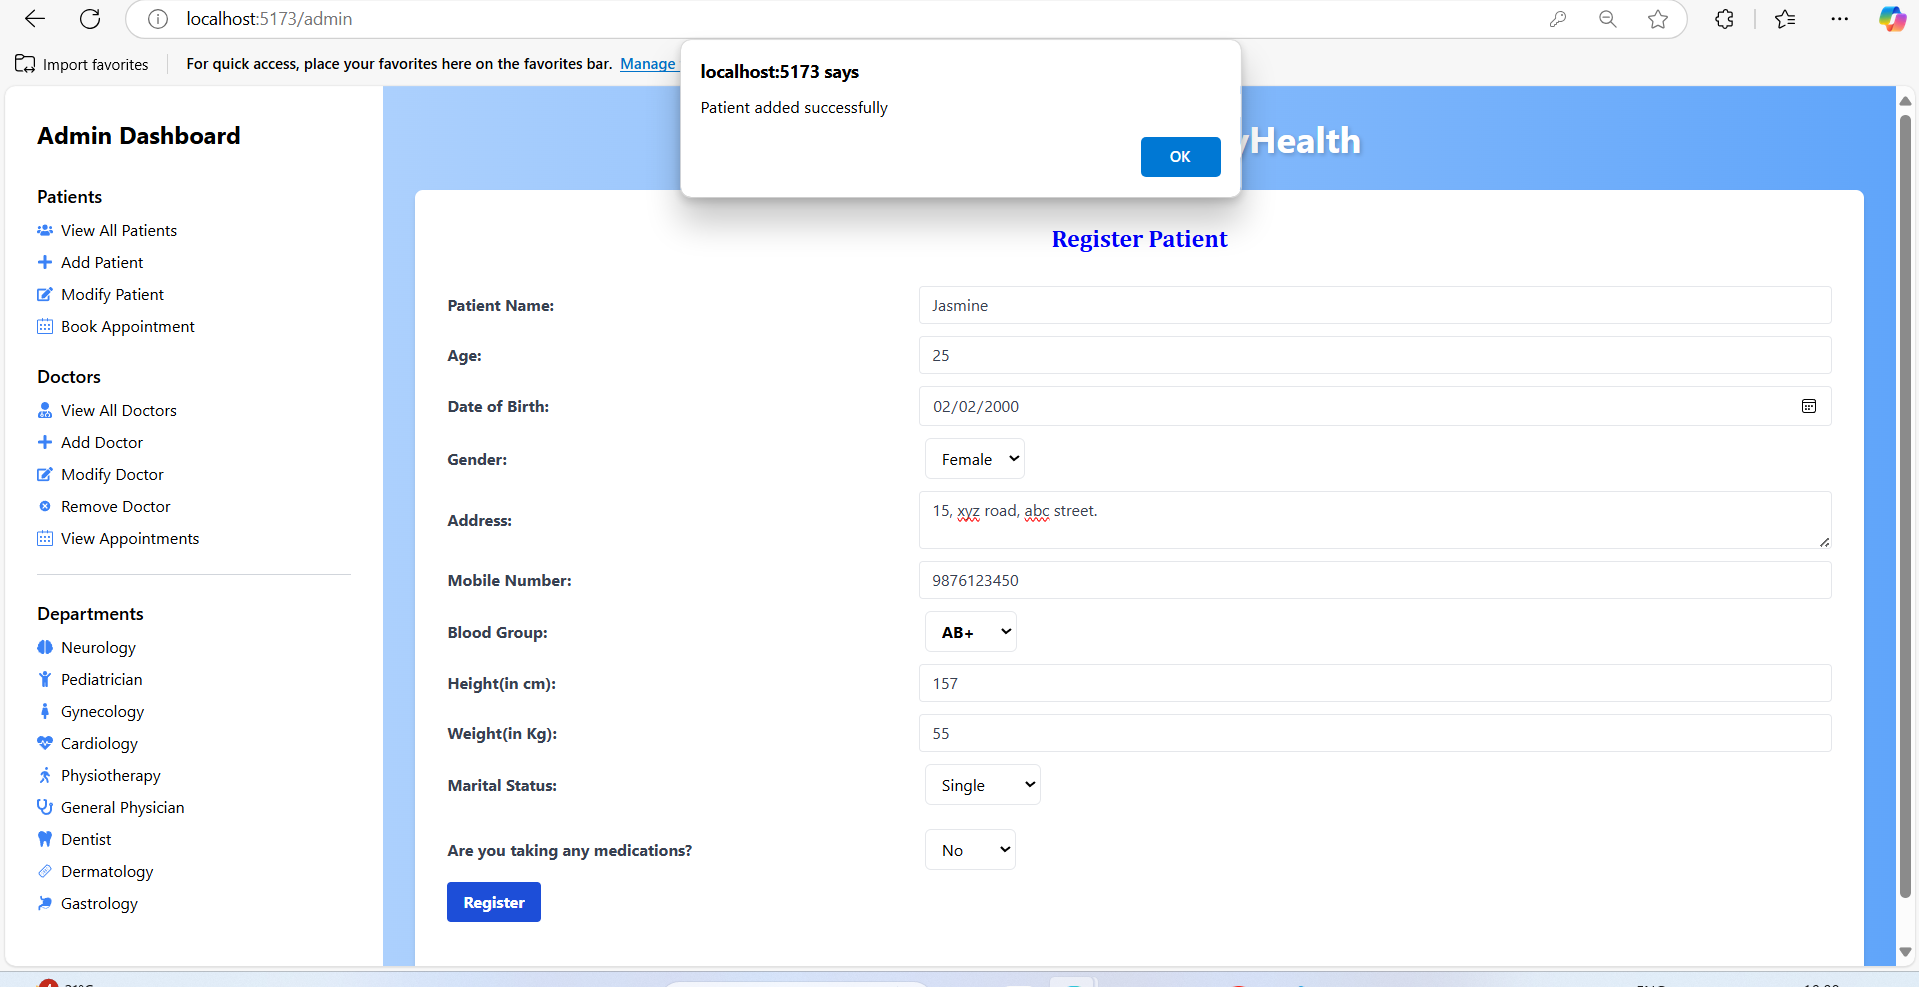 localhost:5173/admin
Import favorites
For quick access, place your favorites here on the favorites bar. Manage
localhost:5173 says
Patient added successfully
OK
yHealth
Admin Dashboard
Patients
View All Patients
Add Patient
Modify Patient
Book Appointment
Doctors
View All Doctors
Add Doctor
Modify Doctor
Remove Doctor
View Appointments
Departments
Neurology
Pediatrician
Gynecology
Cardiology
Physiotherapy
General Physician
Dentist
Dermatology
Gastrology
Register Patient
Patient Name: Jasmine
Age: 25
Date of Birth: 02/02/2000
Gender: Female
Address: 15, xyz road, abc street.
Mobile Number: 9876123450
Blood Group: AB+
Height(in cm): 157
Weight(in Kg): 55
Marital Status: Single
Are you taking any medications? No
Register